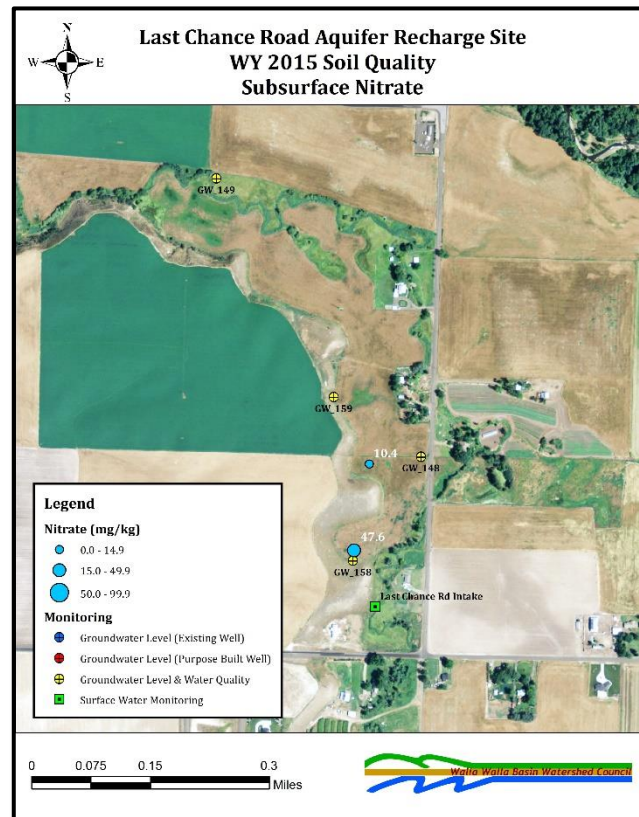 N
W
E
S
Last Chance Road Aquifer Recharge Site
WY 2015 Soil Quality
Subsurface Nitrate
GW_149
GW_159
10.4
GW_148
47.6
GW_158
Last Chance Rd Intake
Legend
Nitrate (mg/kg)
0.0 - 14.9
15.0 - 49.9
50.0 - 99.9
Monitoring
Groundwater Level (Existing Well)
Groundwater Level (Purpose Built Well)
Groundwater Level & Water Quality
Surface Water Monitoring
0 0.075 0.15 0.3
Miles
Walla Walla Basin Watershed Council